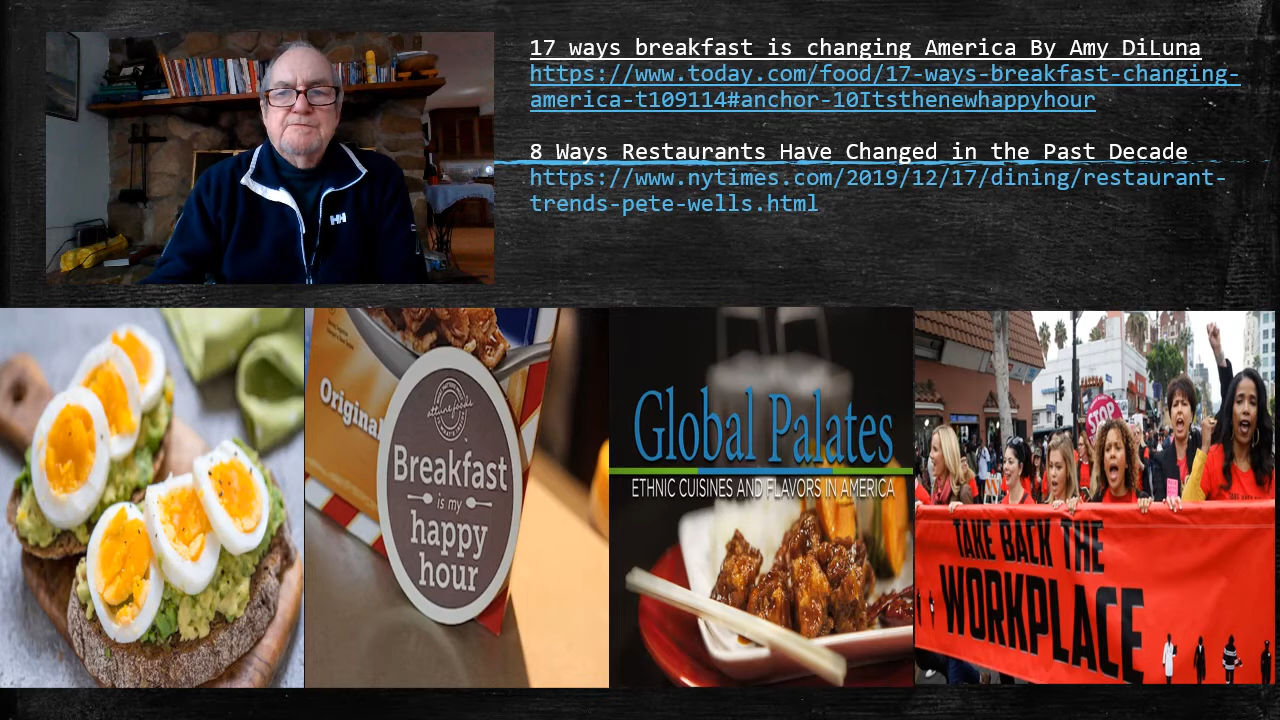 17 ways breakfast is changing America By Amy DiLuna
https://www.today.com/food/17-ways-breakfast-changing-
america-t109114#anchor-10Itsthenewhappyhour
8 Ways Restaurants Have Changed in the Past Decade
https://www.nytimes.com/2019/12/17/dining/restaurant-
trends-pete-wells.html
HH
Original
attune foods
Breakfast
is my
happy
hour
Global Palates
ETHNIC CUISINES AND FLAVORS IN AMERICA
STOP
TAKE BACK THE
WORKPLACE